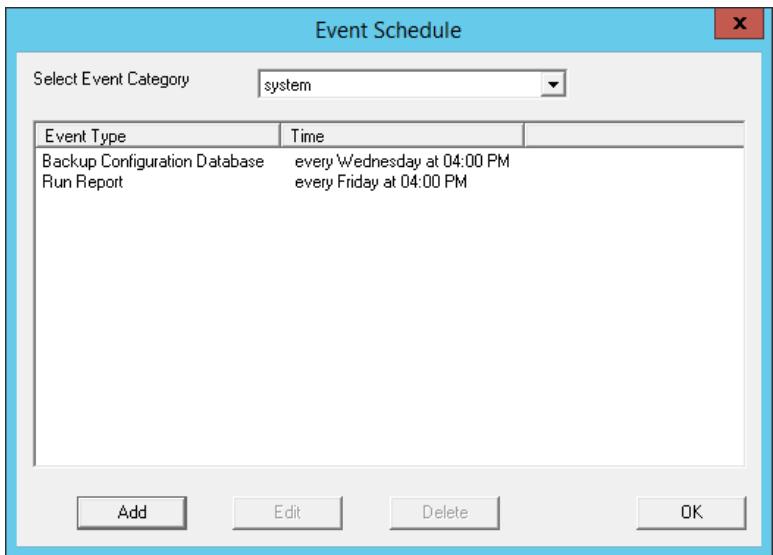 Event Schedule
x
Select Event Category
system
Event Type Time
Backup Configuration Database every Wednesday at 04:00 PM
Run Report every Friday at 04:00 PM
Add Edit Delete OK